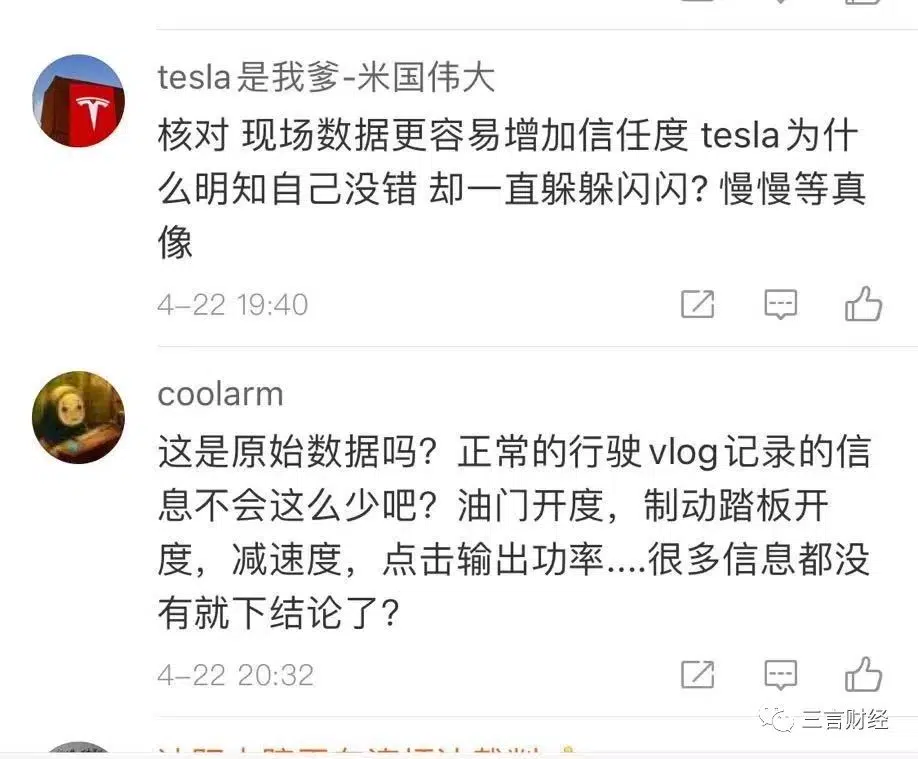 tesla是我爹-米国伟大
核对 现场数据更容易增加信任度 tesla为什
么明知自己没错 却一直躲躲闪闪? 慢慢等真
像
4-22 19:40
coolarm
这是原始数据吗？正常的行驶vlog记录的信
息不会这么少吧？油门开度，制动踏板开
度，减速度，点击输出功率....很多信息都没
有就下结论了?
4-22 20:32
三言财经